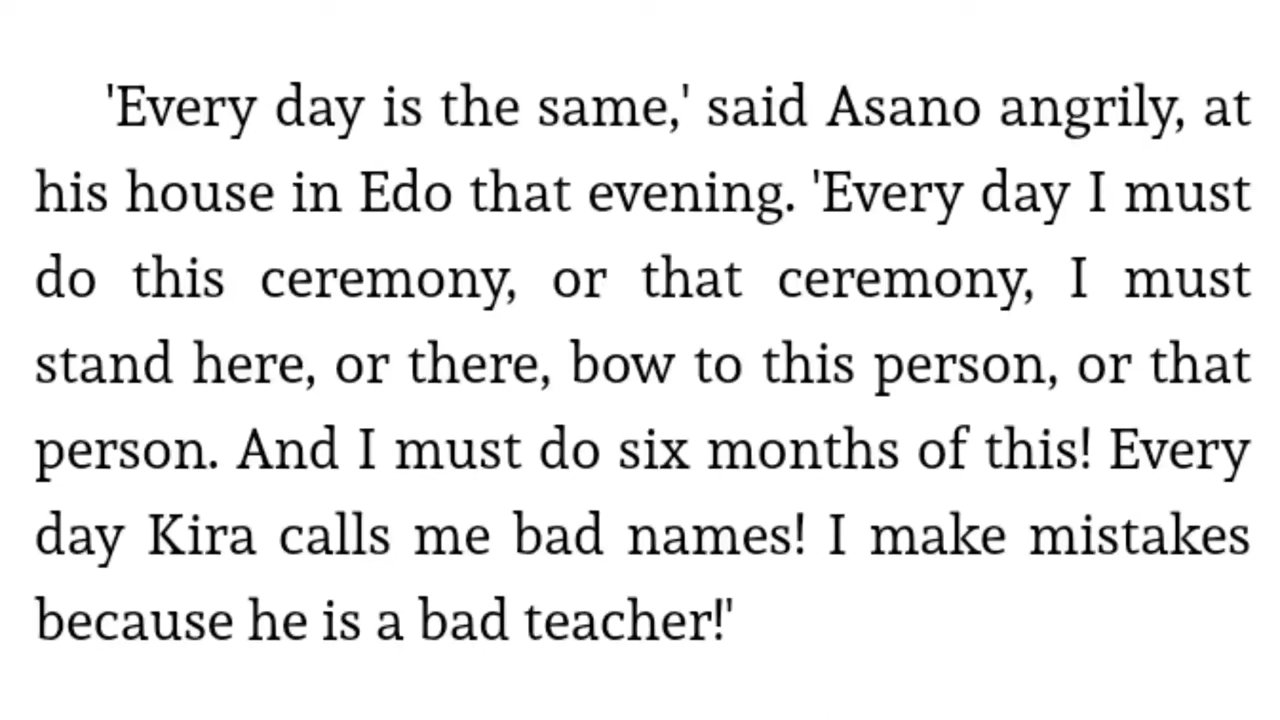 'Every day is the same,' said Asano angrily, at
his house in Edo that evening. 'Every day I must
do this ceremony, or that ceremony, I must
stand here, or there, bow to this person, or that
person. And I must do six months of this! Every
day Kira calls me bad names! I make mistakes
because he is a bad teacher!'